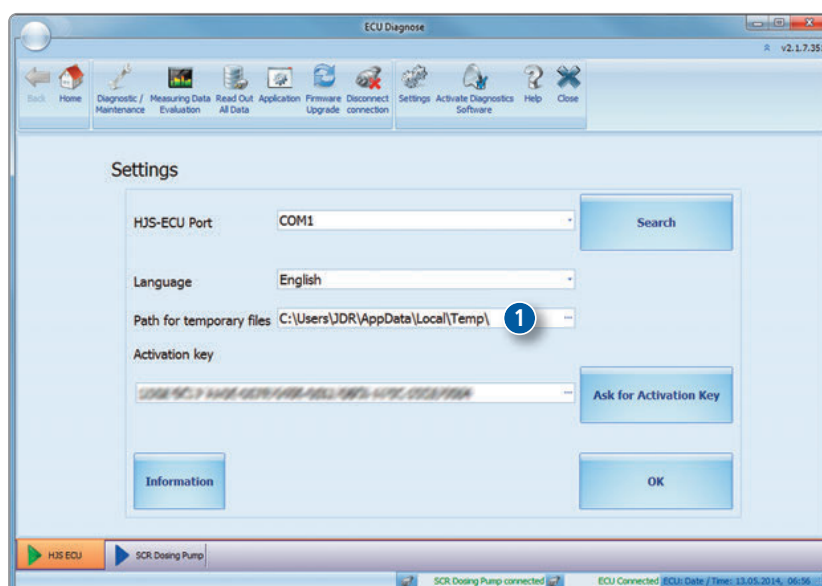 ECU Diagnose
v2.1.7.35
Back Home Diagnostic / Maintenance Measuring Data Evaluation Read Out All Data Application Firmware Upgrade Disconnect connection Settings Activate Diagnostics Software Help Close
Settings
HJS-ECU Port COM1 Search
Language English
Path for temporary files C:\Users\JDR\AppData\Local\Temp\ 1
Activation key
Ask for Activation Key
Information OK
HJS ECU SCR Dosing Pump
SCR Dosing Pump connected ECU Connected ECU: Date / Time: 13.05.2014, 06:56